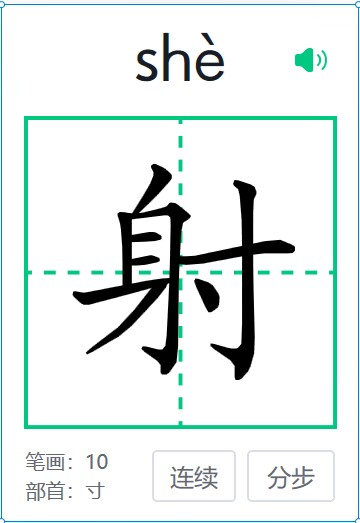 shè
射
笔画：10
部首：寸
连续 分步